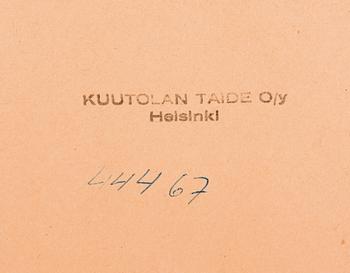 KUUTOLAN TAIDE O/y
Helsinki
44467